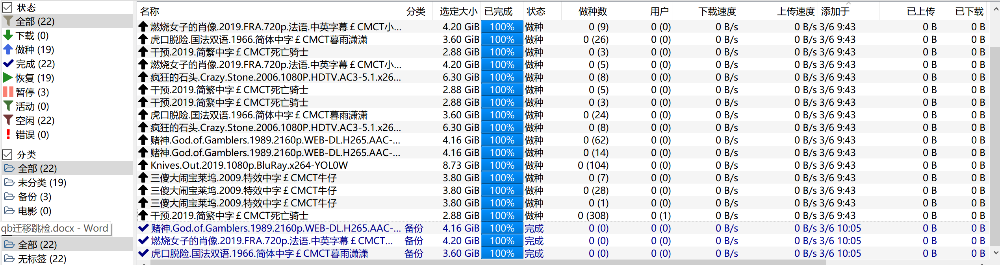 状态
全部 (22)
下载 (0)
做种 (19)
完成 (22)
恢复 (19)
暂停 (3)
活动 (0)
空闲 (22)
错误 (0)
分类
全部 (22)
未分类 (19)
备份 (3)
电影 (0)
qb迁移跳检.docx - Word
全部 (22)
无标签 (22)
名称 分类 选定大小 已完成 状态 做种数 用户 下载速度 上传速度 添加于 已上传 已下载
燃烧女子的肖像.2019.FRA.720p.法语.中英字幕￡CMCT小... 4.20 GiB 100% 做种 0 (9) 0 (0) 0 B/s 0 B/s 3/6 9:43 0 B 0 B
虎口脱险.国法双语.1966.简体中字￡CMCT暮雨潇潇 3.60 GiB 100% 做种 0 (26) 0 (0) 0 B/s 0 B/s 3/6 9:43 0 B 0 B
干预.2019.简繁中字￡CMCT死亡骑士 2.88 GiB 100% 做种 0 (3) 0 (0) 0 B/s 0 B/s 3/6 9:43 0 B 0 B
燃烧女子的肖像.2019.FRA.720p.法语.中英字幕￡CMCT小... 4.20 GiB 100% 做种 0 (5) 0 (0) 0 B/s 0 B/s 3/6 9:43 0 B 0 B
疯狂的石头.Crazy.Stone.2006.1080P.HDTV.AC3-5.1.x26... 6.30 GiB 100% 做种 0 (8) 0 (0) 0 B/s 0 B/s 3/6 9:43 0 B 0 B
干预.2019.简繁中字￡CMCT死亡骑士 2.88 GiB 100% 做种 0 (5) 0 (0) 0 B/s 0 B/s 3/6 9:43 0 B 0 B
干预.2019.简繁中字￡CMCT死亡骑士 2.88 GiB 100% 做种 0 (3) 0 (0) 0 B/s 0 B/s 3/6 9:43 0 B 0 B
虎口脱险.国法双语.1966.简体中字￡CMCT暮雨潇潇 3.60 GiB 100% 做种 0 (24) 0 (0) 0 B/s 0 B/s 3/6 9:43 0 B 0 B
疯狂的石头.Crazy.Stone.2006.1080P.HDTV.AC3-5.1.x26... 6.30 GiB 100% 做种 0 (8) 0 (0) 0 B/s 0 B/s 3/6 9:43 0 B 0 B
赌神.God.of.Gamblers.1989.2160p.WEB-DL.H265.AAC-... 4.16 GiB 100% 做种 0 (62) 0 (0) 0 B/s 0 B/s 3/6 9:43 0 B 0 B
赌神.God.of.Gamblers.1989.2160p.WEB-DL.H265.AAC-... 4.16 GiB 100% 做种 0 (14) 0 (0) 0 B/s 0 B/s 3/6 9:43 0 B 0 B
Knives.Out.2019.1080p.BluRay.x264-YOL0W 8.73 GiB 100% 做种 0 (104) 0 (0) 0 B/s 0 B/s 3/6 9:43 0 B 0 B
三傻大闹宝莱坞.2009.特效中字￡CMCT牛仔 3.80 GiB 100% 做种 0 (7) 0 (0) 0 B/s 0 B/s 3/6 9:43 0 B 0 B
三傻大闹宝莱坞.2009.特效中字￡CMCT牛仔 3.80 GiB 100% 做种 0 (28) 0 (0) 0 B/s 0 B/s 3/6 9:43 0 B 0 B
三傻大闹宝莱坞.2009.特效中字￡CMCT牛仔 3.80 GiB 100% 做种 0 (1) 0 (0) 0 B/s 0 B/s 3/6 9:43 0 B 0 B
干预.2019.简繁中字￡CMCT死亡骑士 2.88 GiB 100% 做种 0 (308) 0 (1) 0 B/s 0 B/s 3/6 9:43 0 B 0 B
赌神.God.of.Gamblers.1989.2160p.WEB-DL.H265.AAC-... 备份 4.16 GiB 100% 完成 0 (0) 0 (0) 0 B/s 0 B/s 3/6 10:05 0 B 0 B
燃烧女子的肖像.2019.FRA.720p.法语.中英字幕￡CMCT... 备份 4.20 GiB 100% 完成 0 (0) 0 (0) 0 B/s 0 B/s 3/6 10:05 0 B 0 B
虎口脱险.国法双语.1966.简体中字￡CMCT暮雨潇潇 备份 3.60 GiB 100% 完成 0 (0) 0 (0) 0 B/s 0 B/s 3/6 10:05 0 B 0 B